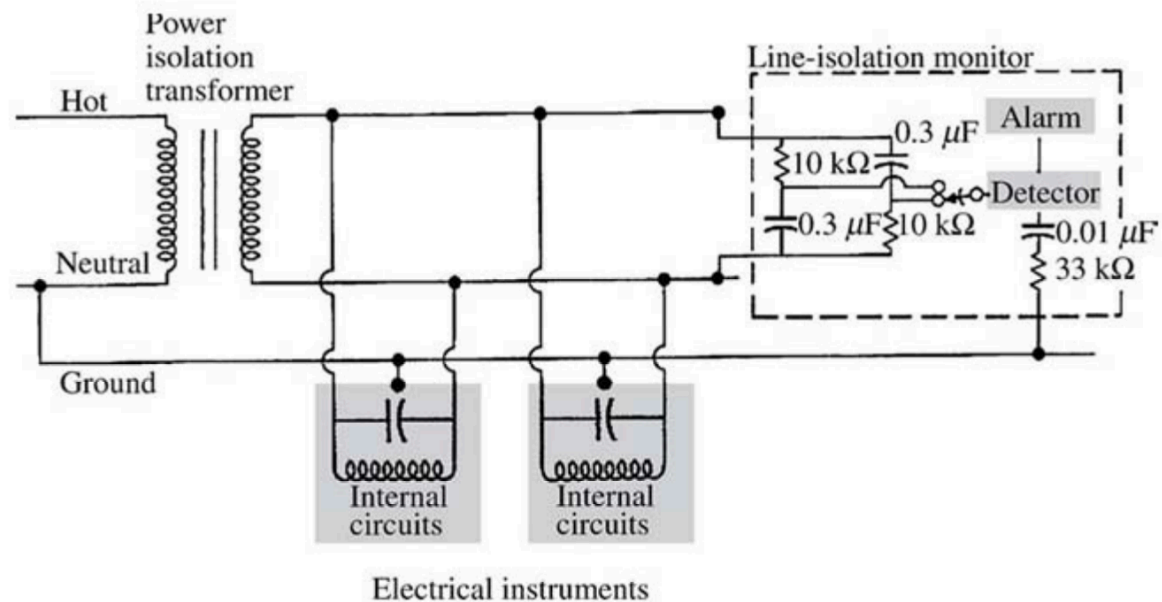 Power
isolation
transformer
Hot
Neutral
Ground
Line-isolation monitor
Alarm
0.3 μF
10 kΩ
Detector
0.3 μF
10 kΩ
0.01 μF
33 kΩ
Internal
circuits
Internal
circuits
Electrical instruments